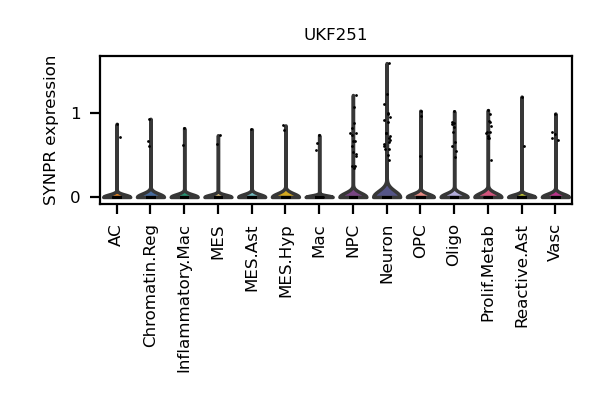 UKF251
SYNPR expression
1
0
AC
Chromatin.Reg
Inflammatory.Mac
MES
MES.Ast
MES.Hyp
Mac
NPC
Neuron
OPC
Oligo
Prolif.Metab
Reactive.Ast
Vasc